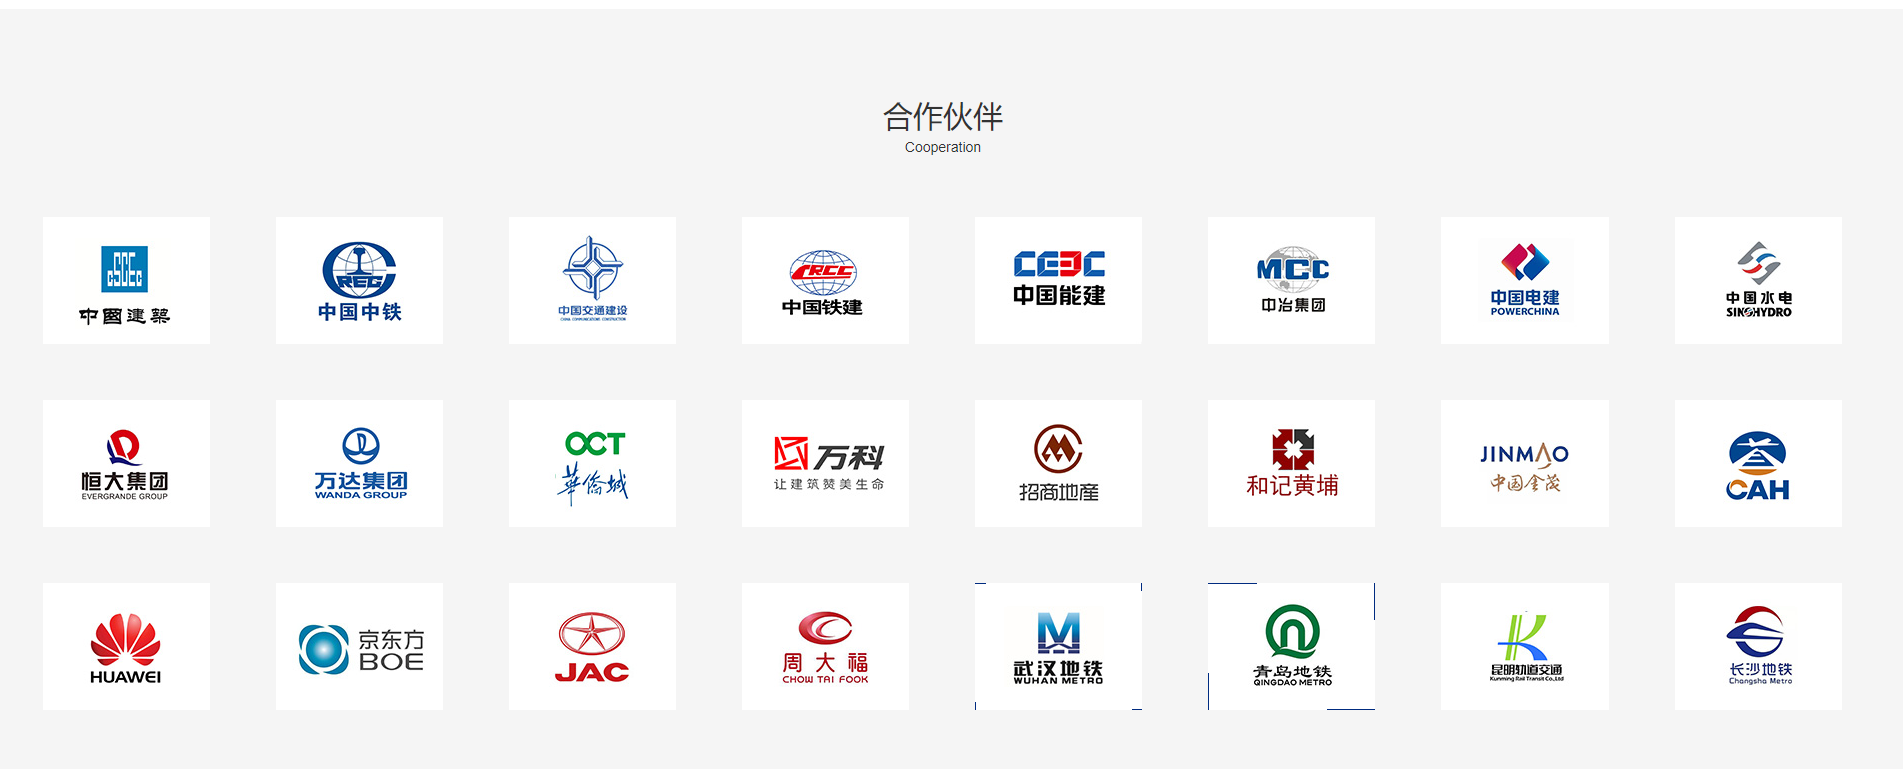 合作伙伴
Cooperation
CSCEC
中國建築
CREC
中国中铁
中国交通建设
CHINA COMMUNICATIONS CONSTRUCTION
CRCC
中国铁建
CEEC
中国能建
MCC
中冶集团
中国电建
POWERCHINA
中国水电
SINOHYDRO
恒大集团
EVERGRANDE GROUP
万达集团
WANDA GROUP
OCT
華僑城
万科
让建筑赞美生命
招商地産
和记黄埔
JINMAO
中国金茂
CAH
HUAWEI
京东方
BOE
JAC
周大福
CHOW TAI FOOK
武汉地铁
WUHAN METRO
青岛地铁
QINGDAO METRO
昆明轨道交通
Kunming Rail Transit Co.,Ltd
长沙地铁
Changsha Metro